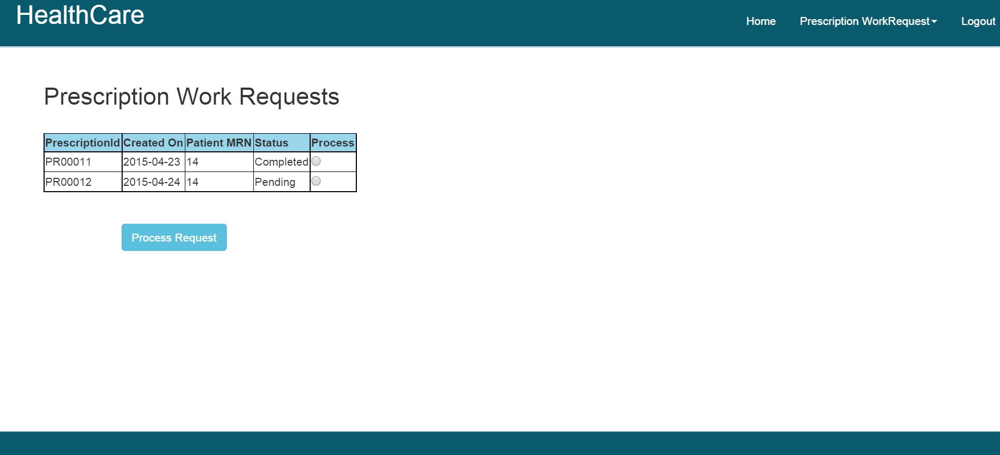 HealthCare
Home Prescription WorkRequest Logout
Prescription Work Requests
PrescriptionId Created On Patient MRN Status Process
PR00011 2015-04-23 14 Completed
PR00012 2015-04-24 14 Pending
Process Request